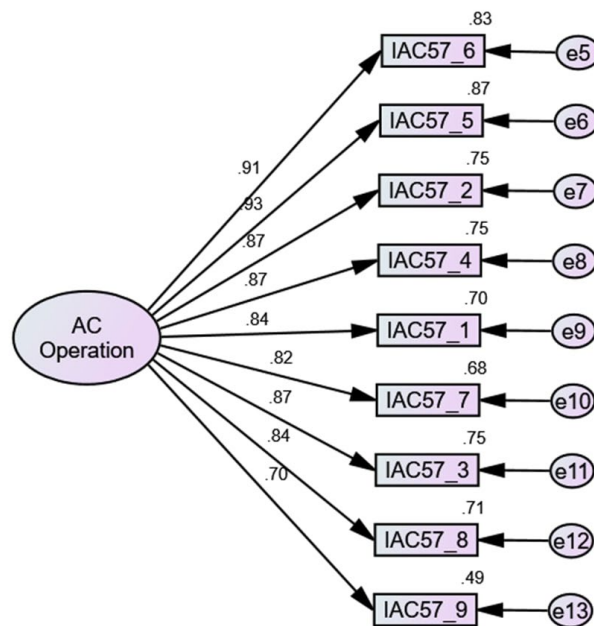 .83
IAC57_6
e5
.87
IAC57_5
e6
.91
.75
IAC57_2
e7
.93
.75
IAC57_4
e8
.87
.87
.70
IAC57_1
e9
AC
Operation
.84
.82
.68
IAC57_7
e10
.87
.75
IAC57_3
e11
.84
.71
IAC57_8
e12
.70
.49
IAC57_9
e13